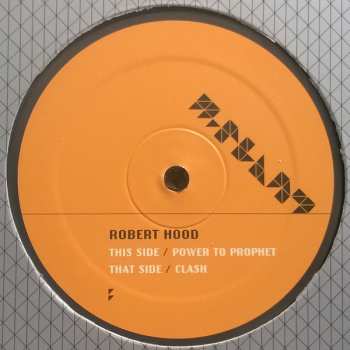 ROBERT HOOD
THIS SIDE / POWER TO PROPHET
THAT SIDE / CLASH